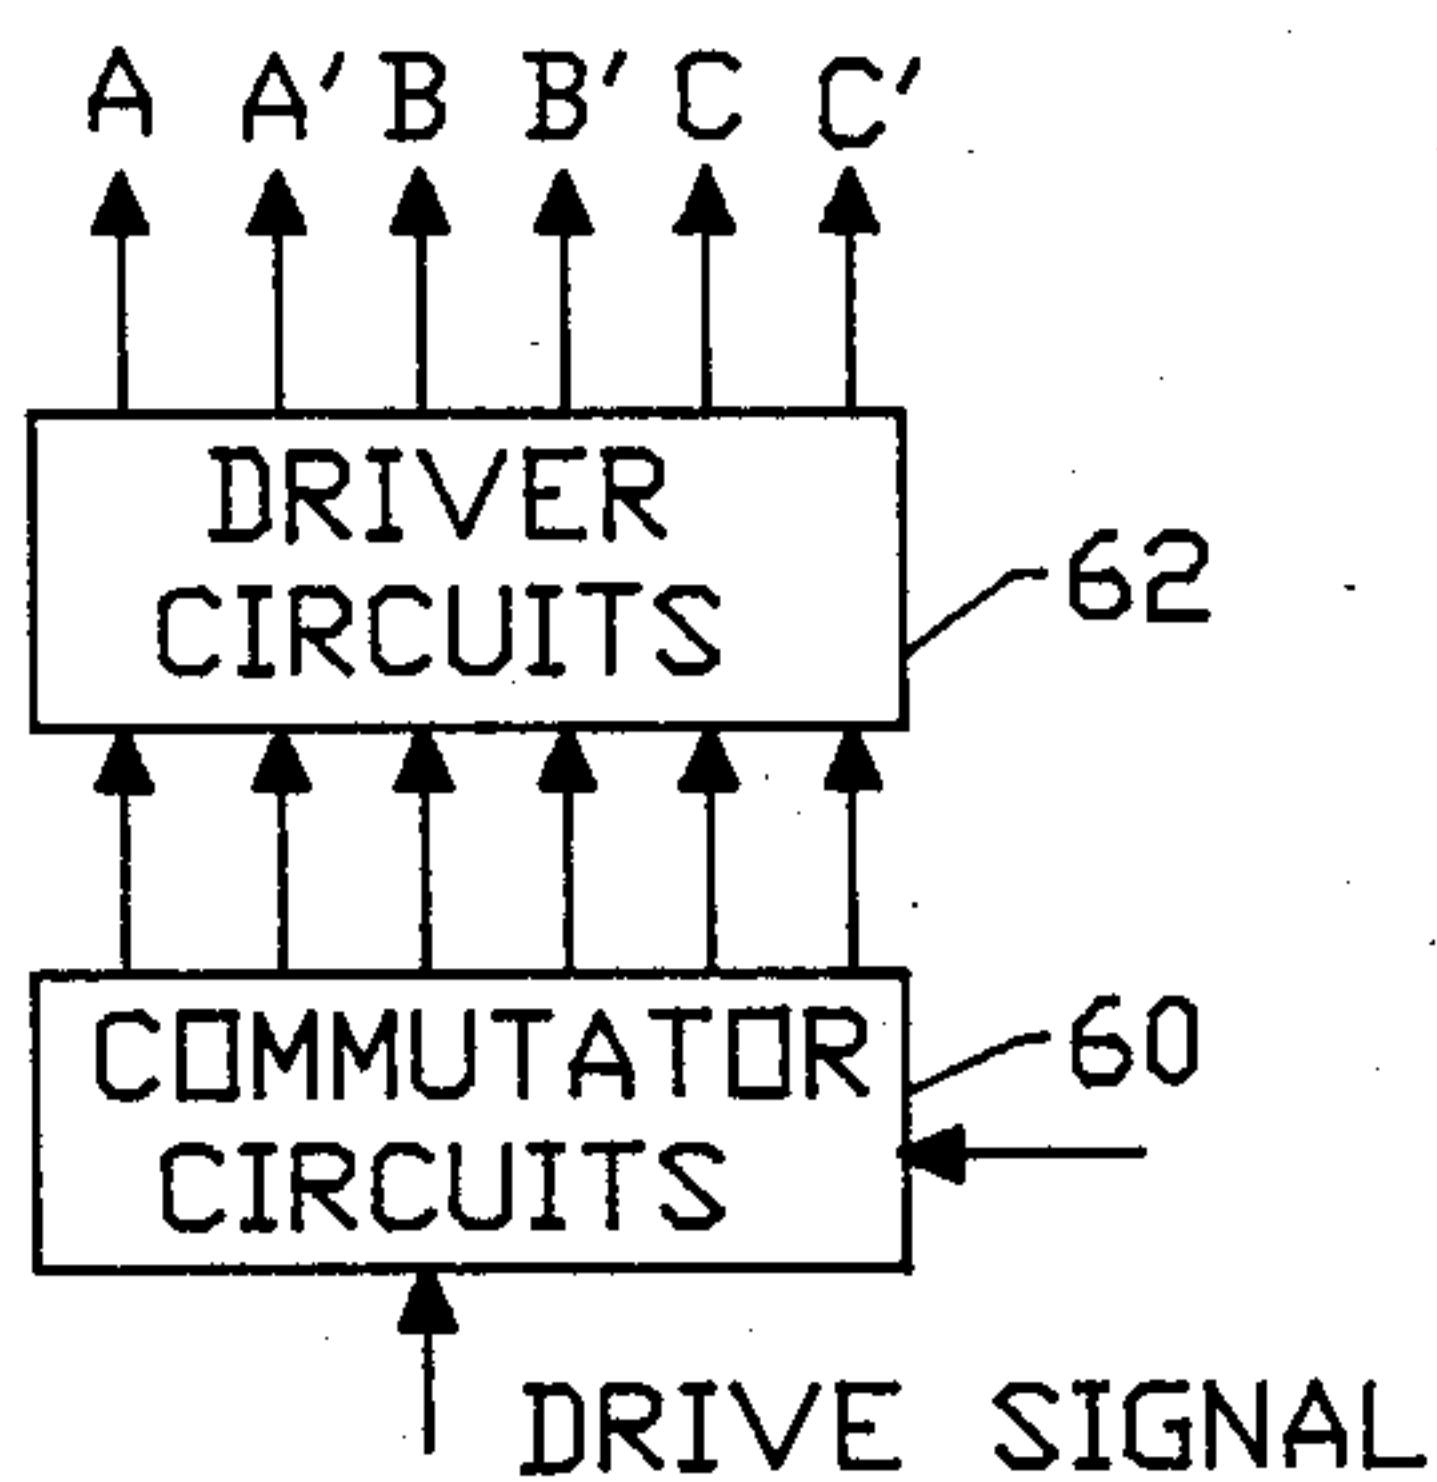 A A' B B' C C'
DRIVER
CIRCUITS
62
COMMUTATOR
CIRCUITS
60
DRIVE SIGNAL